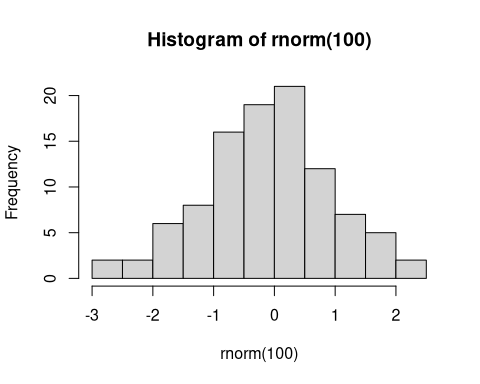 Histogram of rnorm(100)
Frequency
20
15
10
5
0
-3 -2 -1 0 1 2
rnorm(100)